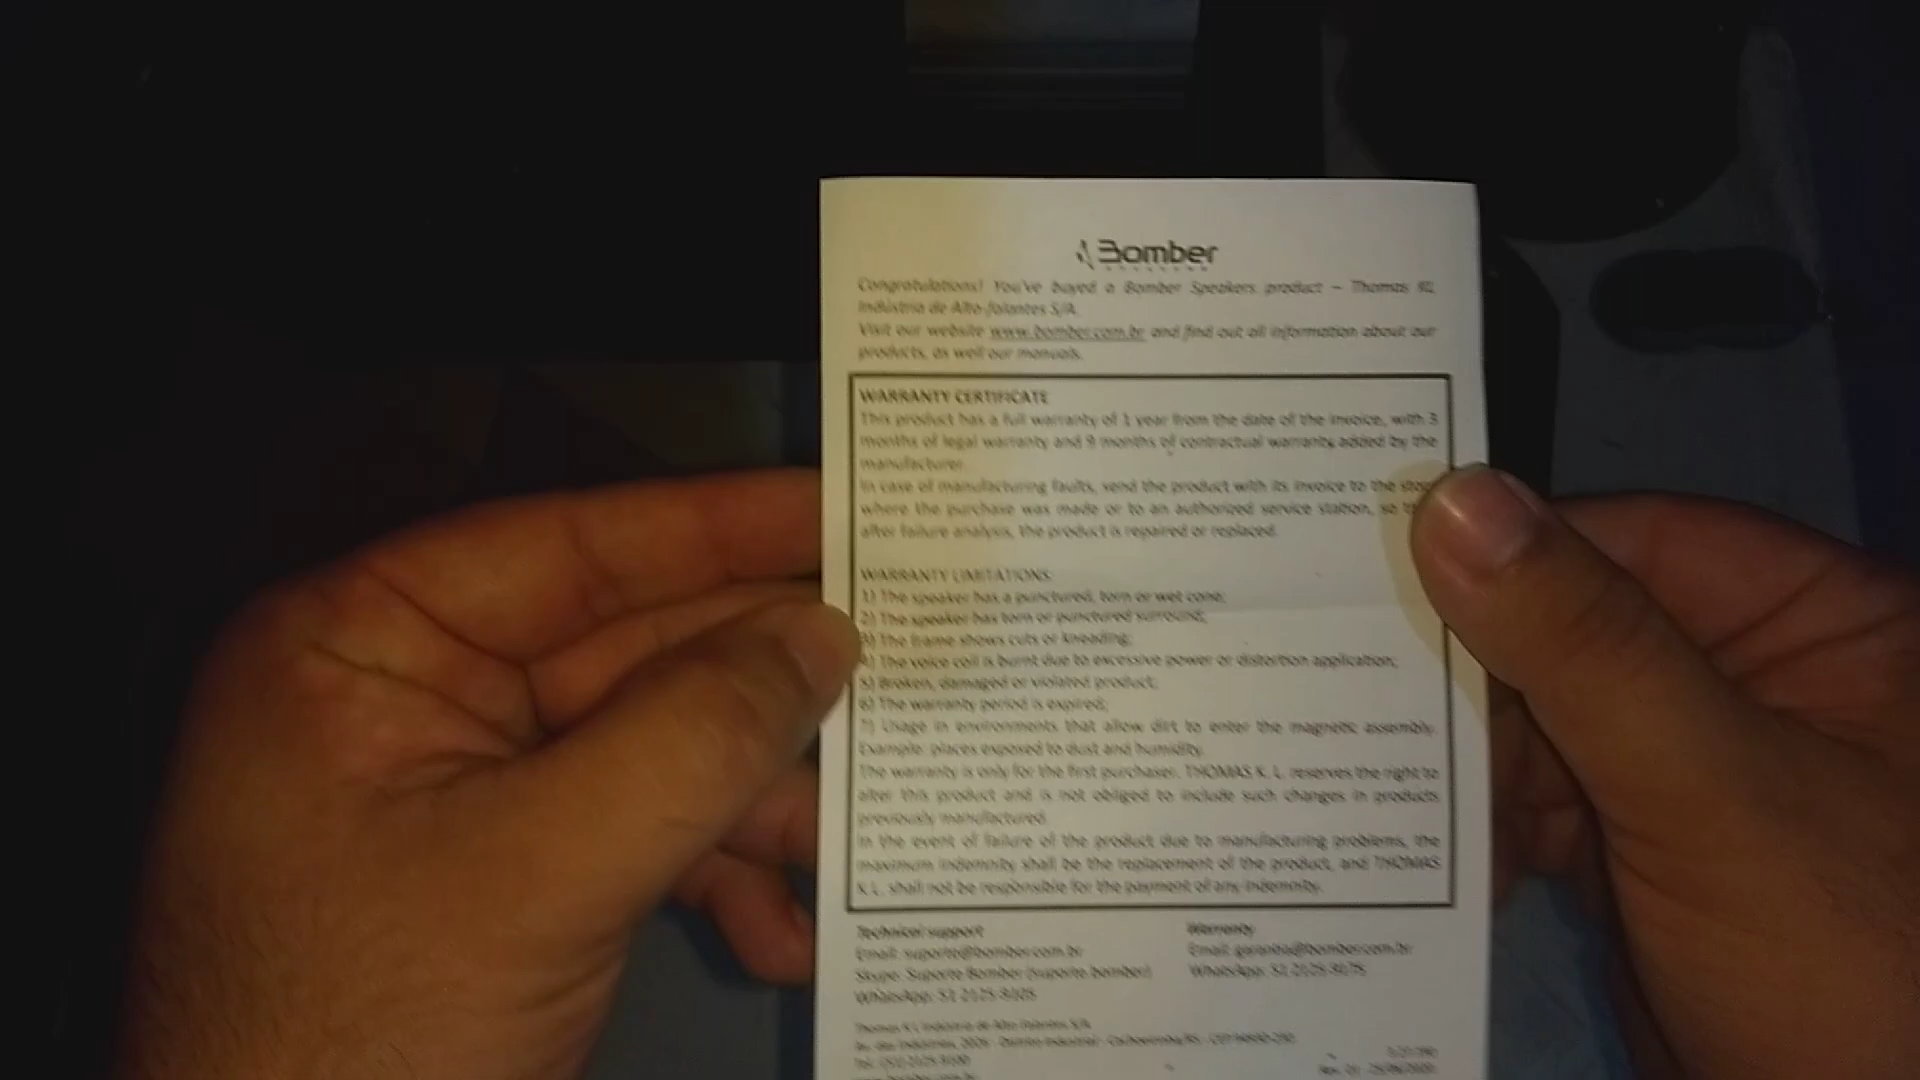 Bomber
Congratulations! You've buyed a Bomber Speakers product – Thomas KL
Indústria de Alto-falantes S/A.
Visit our website www.bomber.com.br and find out all information about our
products, as well our manuals.
WARRANTY CERTIFICATE
This product has a full warranty of 1 year from the date of the invoice, with 3
months of legal warranty and 9 months of contractual warranty added by the
manufacturer.
In case of manufacturing faults, send the product with its invoice to the
where the purchase was made or to an authorized service station, so
after failure analysis, the product is repaired or replaced.
WARRANTY LIMITATIONS:
1) The speaker has a punctured, torn or wet cone;
2) The speaker has torn or punctured surround;
3) The frame shows cuts or kneading;
4) The voice coil is burnt due to excessive power or distortion application;
5) Broken, damaged or violated product;
6) The warranty period is expired;
7) Usage in environments that allow dirt to enter the magnetic assembly.
Example: places exposed to dust and humidity.
The warranty is only for the first purchaser. THOMAS K. L. reserves the right to
alter this product and is not obliged to include such changes in products
previously manufactured.
In the event of failure of the product due to manufacturing problems, the
maximum indemnity shall be the replacement of the product, and THOMAS
K.L. shall not be responsible for the payment of any indemnity.
Technical support
Email: suporte@bomber.com.br
Skype: Suporte Bomber (suporte.bomber)
WhatsApp: 51 2125-
Warranty
Email: garantia@bomber.com.br
WhatsApp: 51 2125-
Thomas K L Indústria de Alto-Falantes S/A
Distrito Industrial - Cachoeirinha/RS -